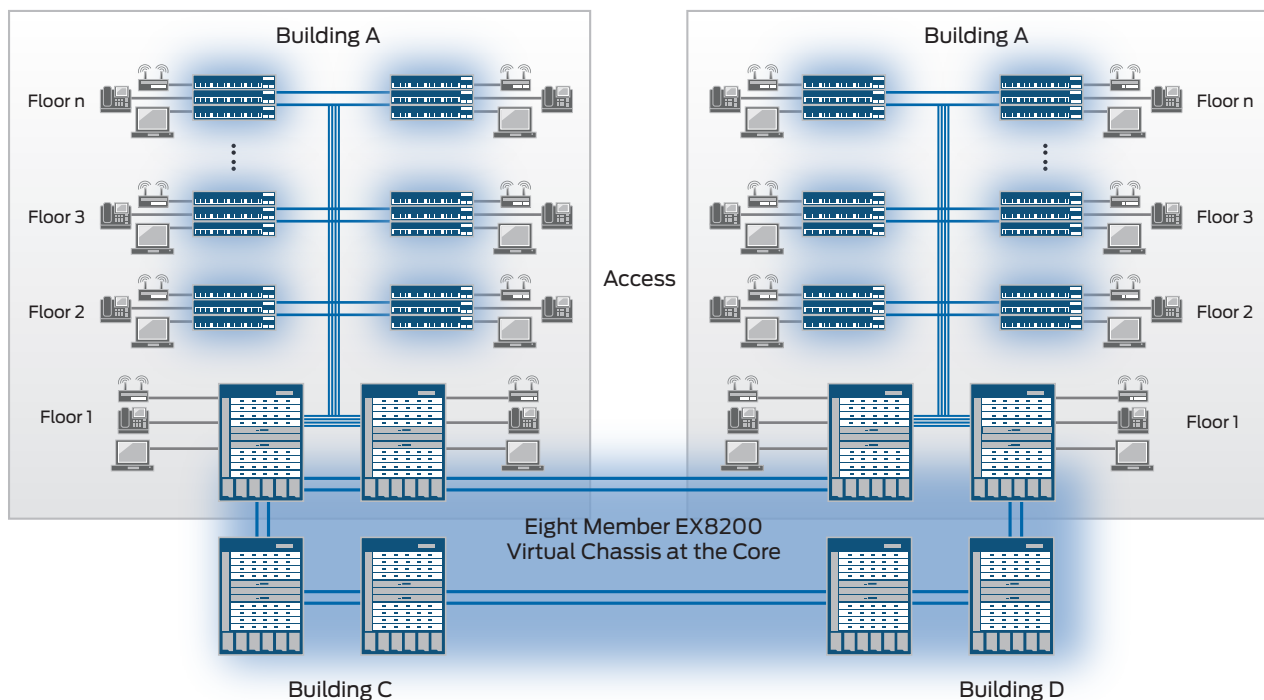 Building A
Building A
Floor n
Floor n
Floor 3
Floor 3
Access
Floor 2
Floor 2
Floor 1
Floor 1
Eight Member EX8200
Virtual Chassis at the Core
Building C
Building D